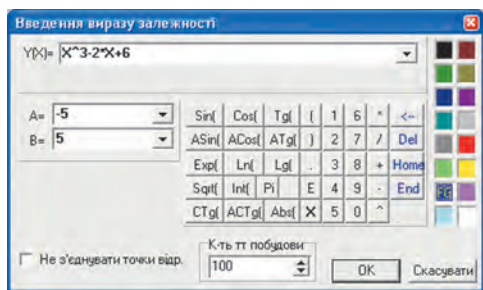 Введення виразу залежності
Y(X)= X^3-2*X+6
A= -5
B= 5
Sin( Cos( Tg( ( 1 6 * <--
ASin( ACos( ATg( ) 2 7 / Del
Exp( Ln( Lg( . 3 8 + Home
Sqrt( Int( Pi E 4 9 - End
CTg( ACTg( Abs( X 5 0 ^
FG
Не з'єднувати точки відр.
К-ть тт побудови
100
OK
Скасувати